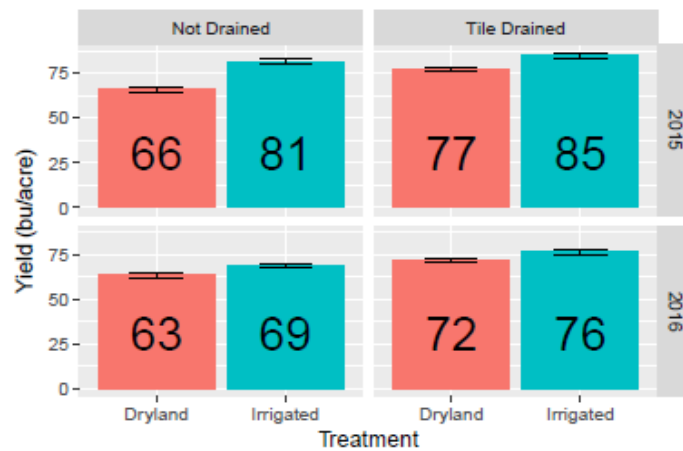 Not Drained
Tile Drained
Yield (bu/acre)
75
50
25
0
66
81
77
85
2015
75
50
25
0
63
69
72
76
2016
Dryland
Irrigated
Dryland
Irrigated
Treatment